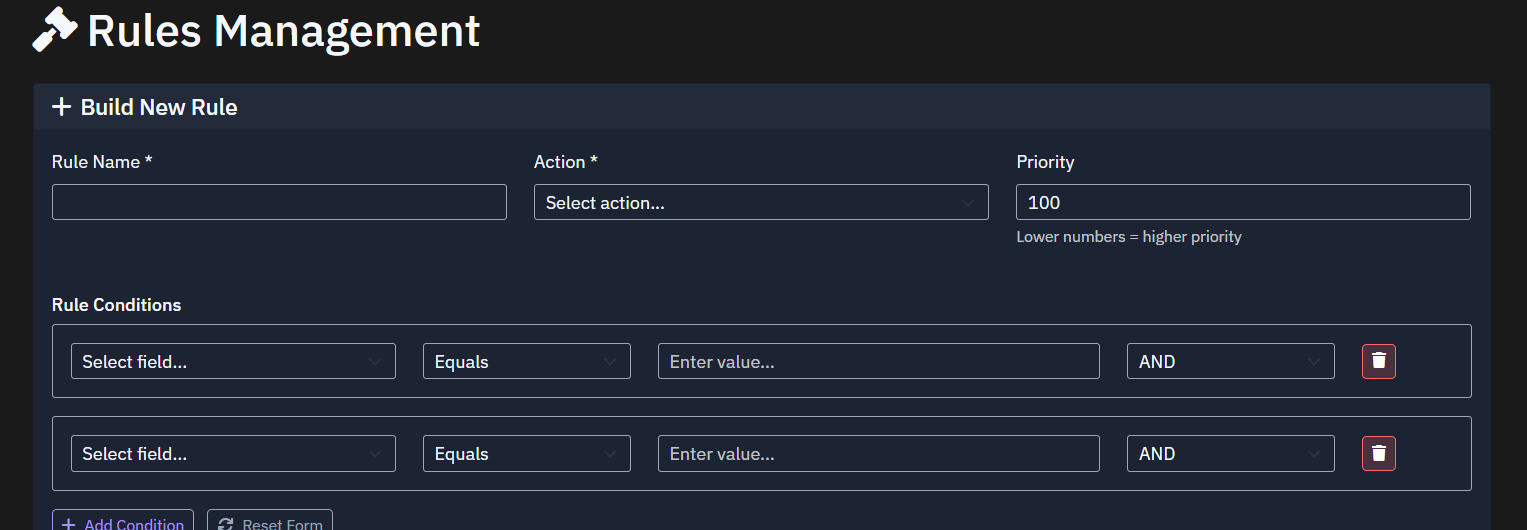 Rules Management
Build New Rule
Rule Name * Action * Priority
Select action... 100
Lower numbers = higher priority
Rule Conditions
Select field... Equals Enter value... AND
Select field... Equals Enter value... AND
Add Condition Reset Form